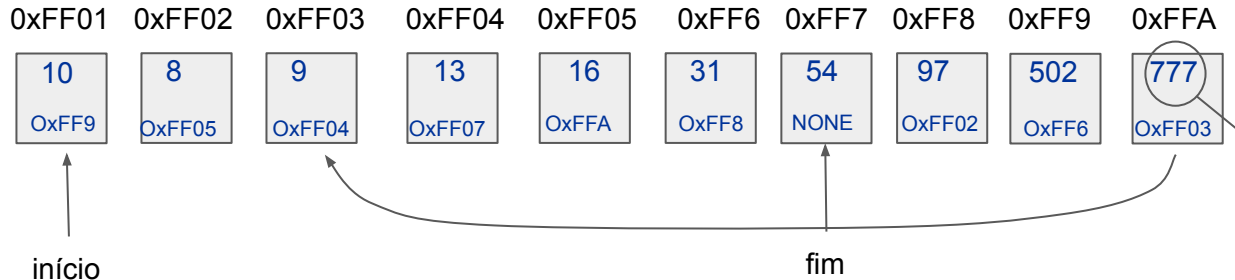 0xFF01 0xFF02 0xFF03 0xFF04 0xFF05 0xFF6 0xFF7 0xFF8 0xFF9 0xFFA
10 8 9 13 16 31 54 97 502 777
OxFF9 OxFF05 OxFF04 OxFF07 OxFFA OxFF8 NONE OxFF02 OxFF6 OxFF03
início fim